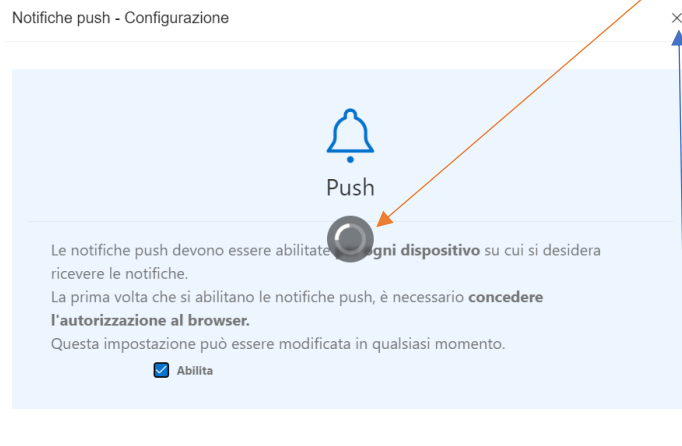 Notifiche push - Configurazione
Push
Le notifiche push devono essere abilitate ogni dispositivo su cui si desidera
ricevere le notifiche.
La prima volta che si abilitano le notifiche push, è necessario concedere
l'autorizzazione al browser.
Questa impostazione può essere modificata in qualsiasi momento.
Abilita